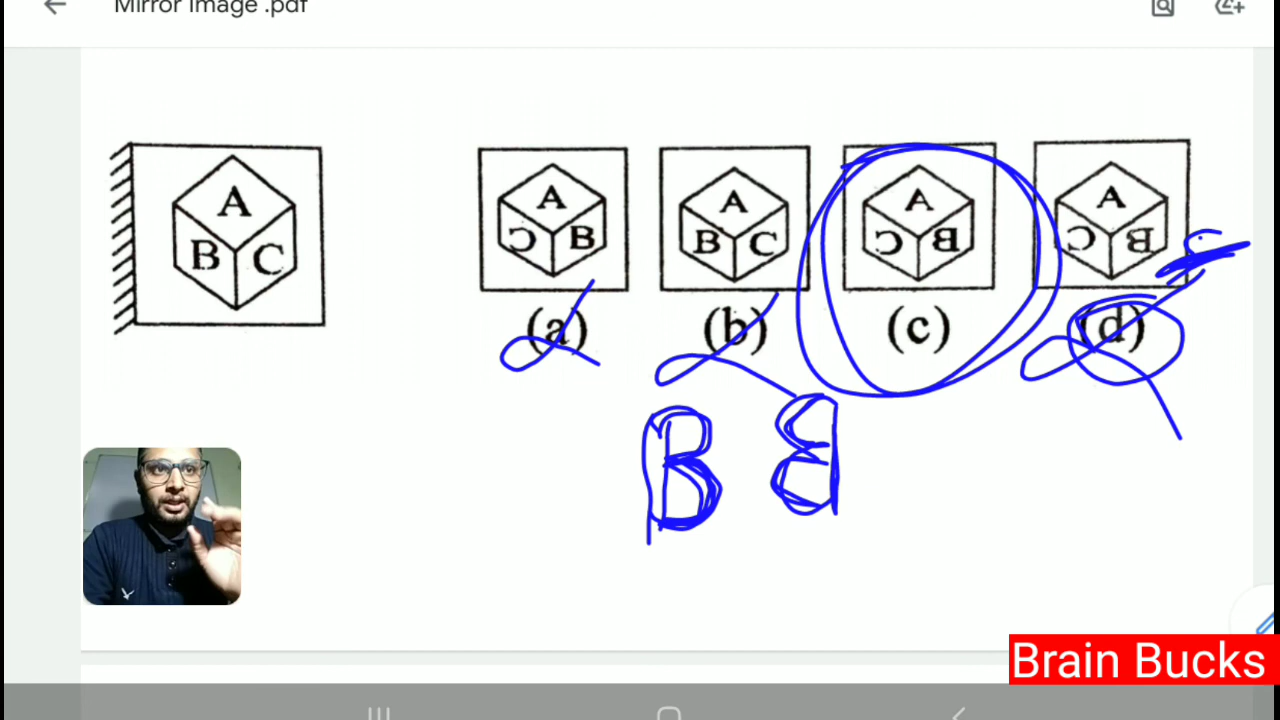 Mirror Image .pdf
A
B C
A
Ɔ B
A
B C
A
Ɔ ᗺ
A
Ɔ ᗺ
(a) (b) (c) (d)
B ᗺ
Brain Bucks